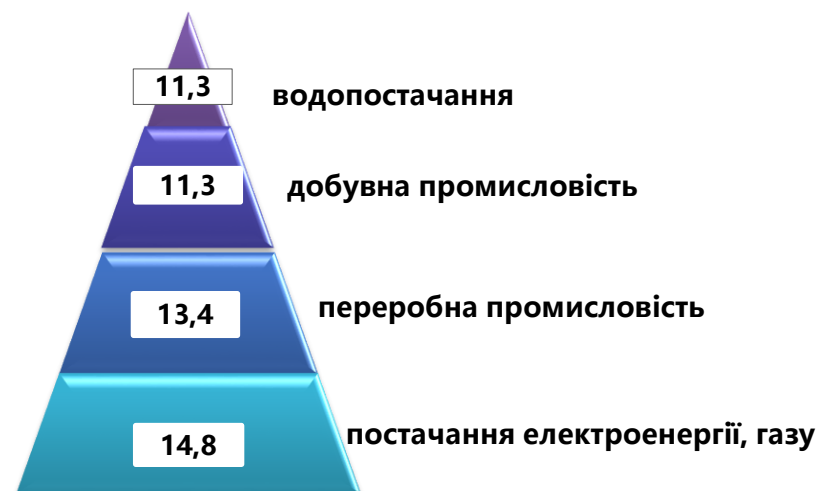 11,3 водопостачання
11,3 добувна промисловість
13,4 переробна промисловість
14,8 постачання електроенергії, газу